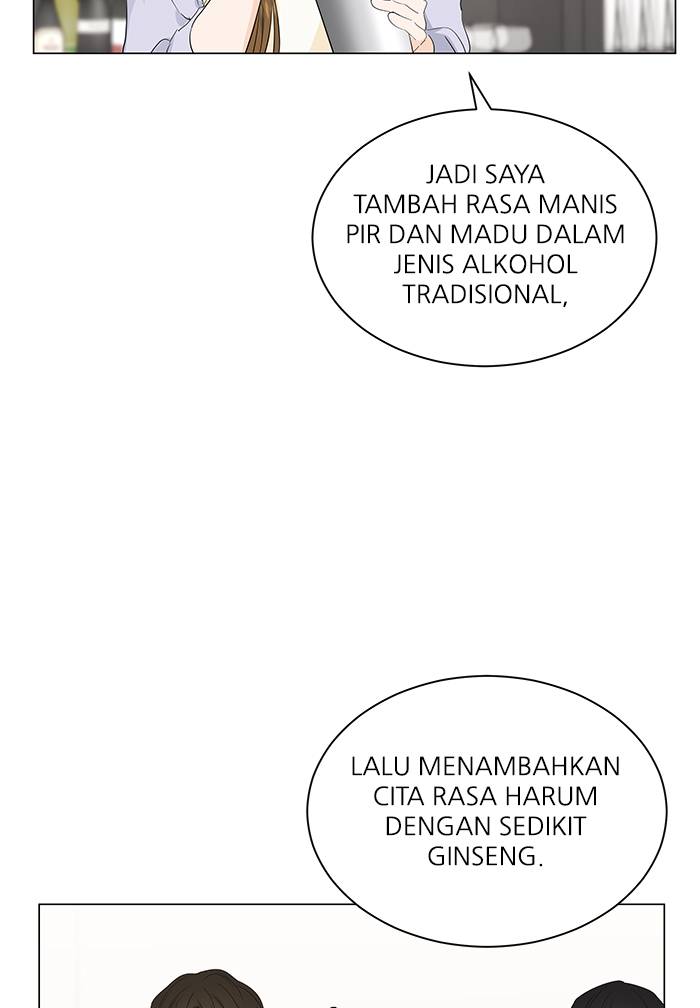 JADI SAYA
TAMBAH RASA MANIS
PIR DAN MADU DALAM
JENIS ALKOHOL
TRADISIONAL,
LALU MENAMBAHKAN
CITA RASA HARUM
DENGAN SEDIKIT
GINSENG.